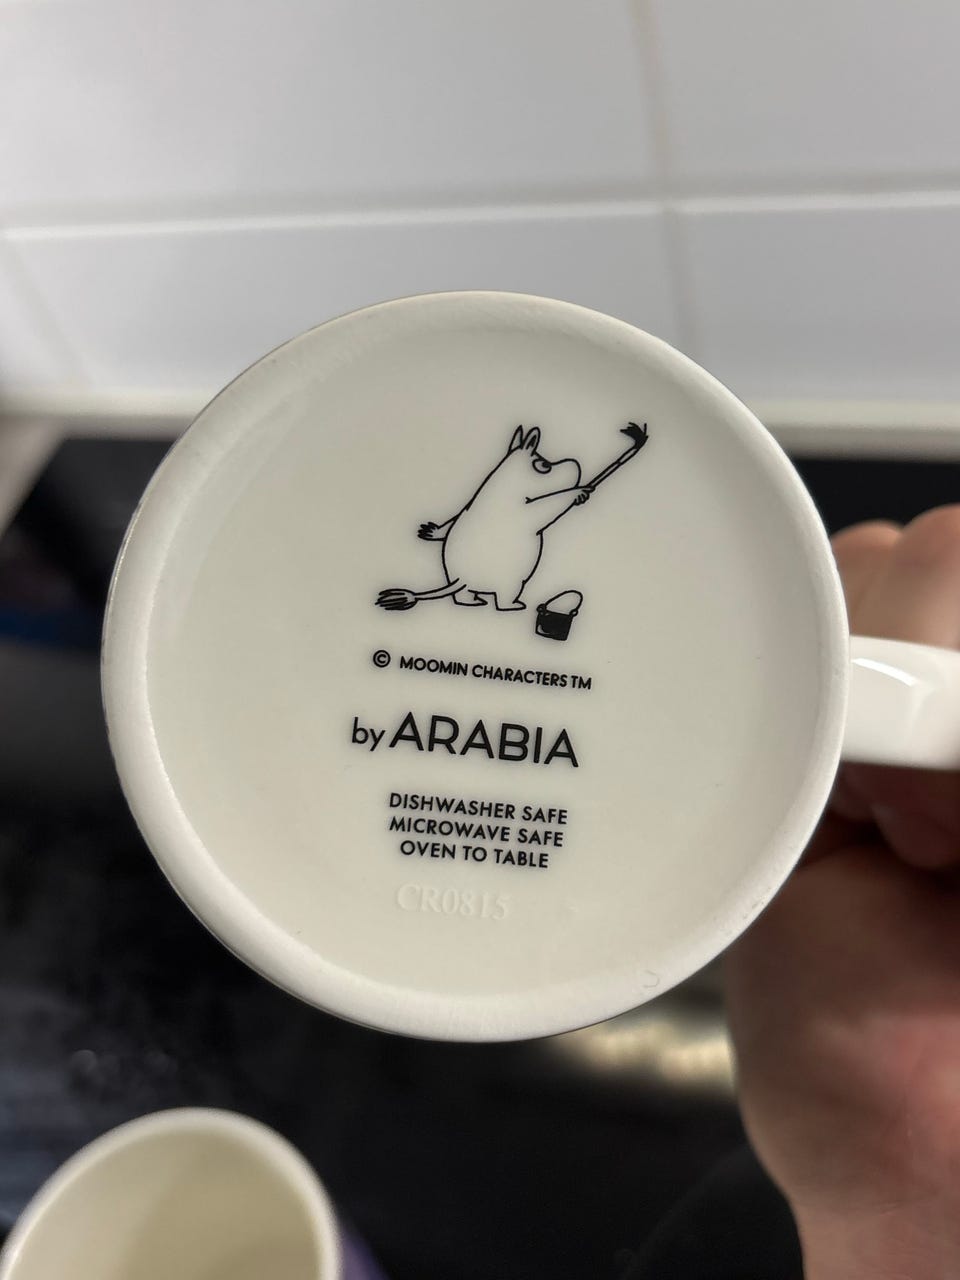 © MOOMIN CHARACTERS TM
by ARABIA
DISHWASHER SAFE
MICROWAVE SAFE
OVEN TO TABLE
CR0815